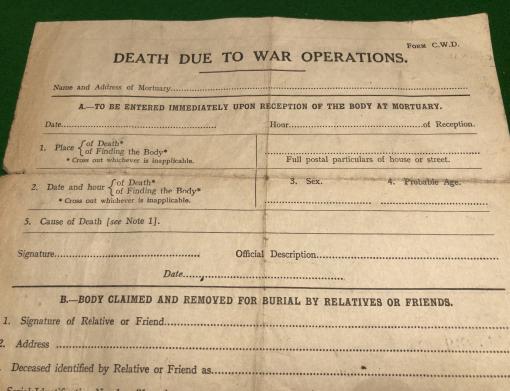 FORM C.W.D.
DEATH DUE TO WAR OPERATIONS.
Name and Address of Mortuary
A.—TO BE ENTERED IMMEDIATELY UPON RECEPTION OF THE BODY AT MORTUARY.
Date Hour of Reception.
1. Place { of Death*
of Finding the Body*
* Cross out whichever is inapplicable.
Full postal particulars of house or street.
2. Date and hour { of Death*
of Finding the Body*
* Cross out whichever is inapplicable.
3. Sex. 4. Probable Age.
5. Cause of Death [see Note 1].
Signature Official Description
Date
B.—BODY CLAIMED AND REMOVED FOR BURIAL BY RELATIVES OR FRIENDS.
1. Signature of Relative or Friend
2. Address
Deceased identified by Relative or Friend as